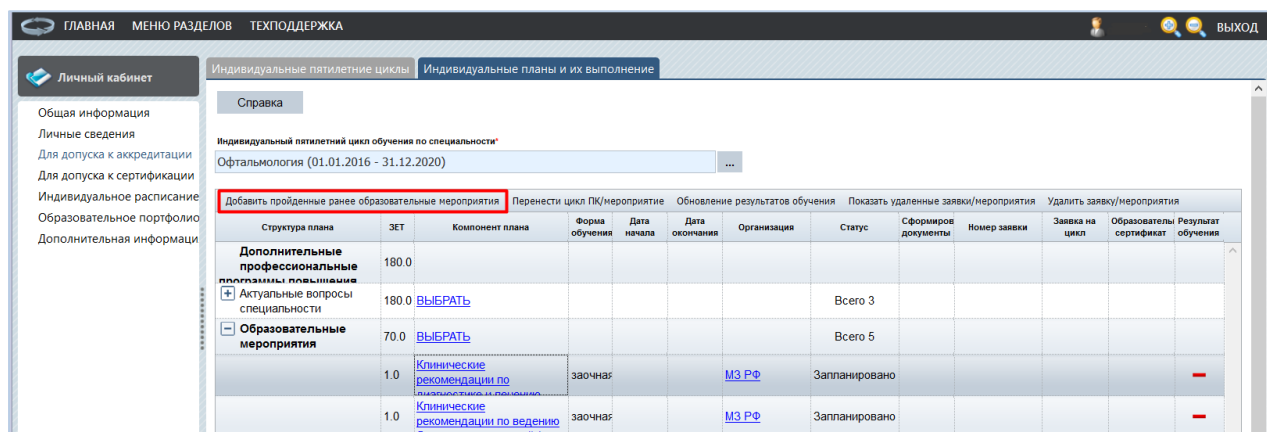 ГЛАВНАЯ МЕНЮ РАЗДЕЛОВ ТЕХПОДДЕРЖКА ВЫХОД
Личный кабинет
Общая информация
Личные сведения
Для допуска к аккредитации
Для допуска к сертификации
Индивидуальное расписание
Образовательное портфолио
Дополнительная информаци
Индивидуальные пятилетние циклы Индивидуальные планы и их выполнение
Справка
Индивидуальный пятилетний цикл обучения по специальности*
Офтальмология (01.01.2016 - 31.12.2020) ...
Добавить пройденные ранее образовательные мероприятия Перенести цикл ПК/мероприятие Обновление результатов обучения Показать удаленные заявки/мероприятия Удалить заявку/мероприятия
Структура плана ЗЕТ Компонент плана Форма обучения Дата начала Дата окончания Организация Статус Сформиров документы Номер заявки Заявка на цикл Образователь сертификат Результат обучения
Дополнительные
профессиональные 180.0
программы повышения
Актуальные вопросы
специальности 180.0 ВЫБРАТЬ Всего 3
Образовательные
мероприятия 70.0 ВЫБРАТЬ Всего 5
Клинические
1.0 рекомендации по заочная МЗ РФ Запланировано
диагностике и лечению
Клинические
1.0 рекомендации по ведению заочная МЗ РФ Запланировано